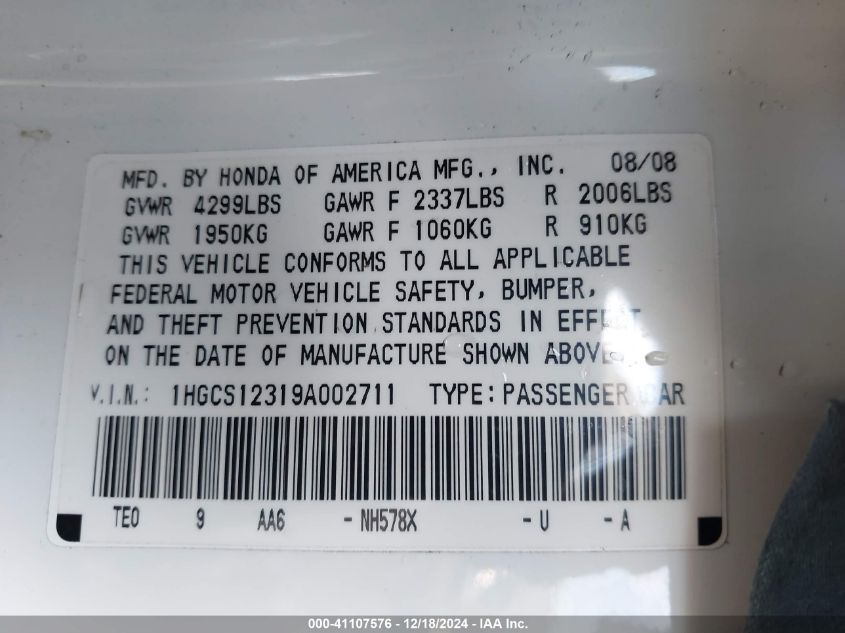 MFD. BY HONDA OF AMERICA MFG., INC. 08/08
GVWR 4299LBS GAWR F 2337LBS R 2006LBS
GVWR 1950KG GAWR F 1060KG R 910KG
THIS VEHICLE CONFORMS TO ALL APPLICABLE
FEDERAL MOTOR VEHICLE SAFETY, BUMPER,
AND THEFT PREVENTION STANDARDS IN EFFECT
ON THE DATE OF MANUFACTURE SHOWN ABOVE.
V.I.N.: 1HGCS12319A002711 TYPE: PASSENGER CAR
TE0 9 AA6 -NH578X -U -A
000-41107576 - 12/18/2024 - IAA Inc.